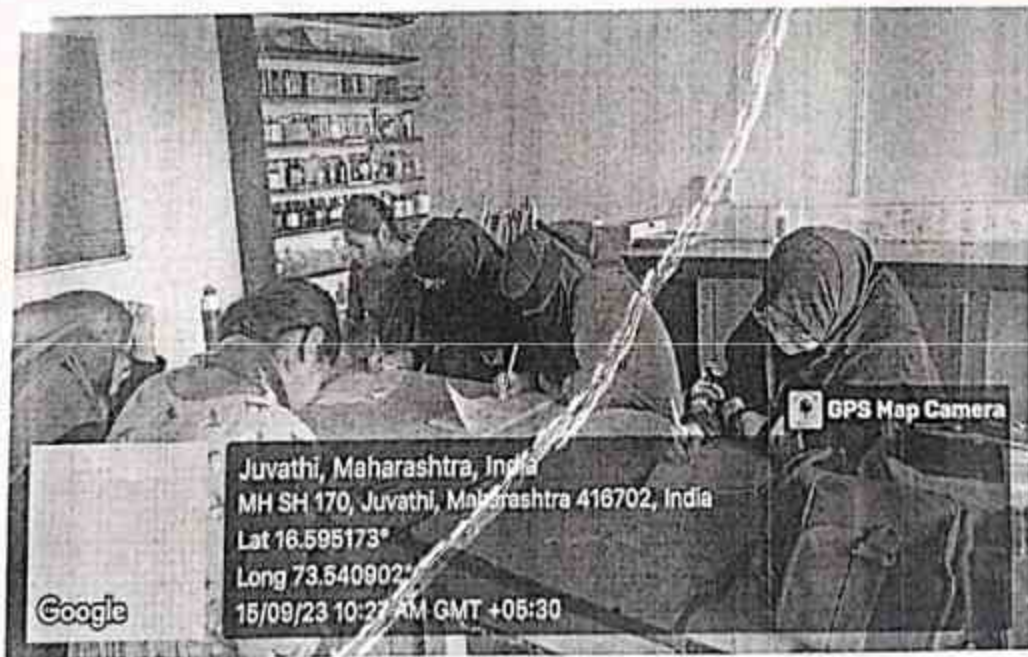 GPS Map Camera
Juvathi, Maharashtra, India
MH SH 170, Juvathi, Maharashtra 416702, India
Lat 16.595173°
Long 73.540902°
15/09/23 10:27 AM GMT +05:30
Google